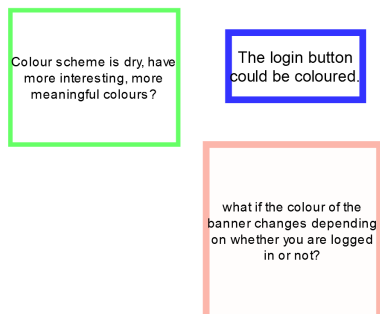 Colour scheme is dry, have
more interesting, more
meaningful colours?
The login button
could be coloured.
what if the colour of the
banner changes depending
on whether you are logged
in or not?